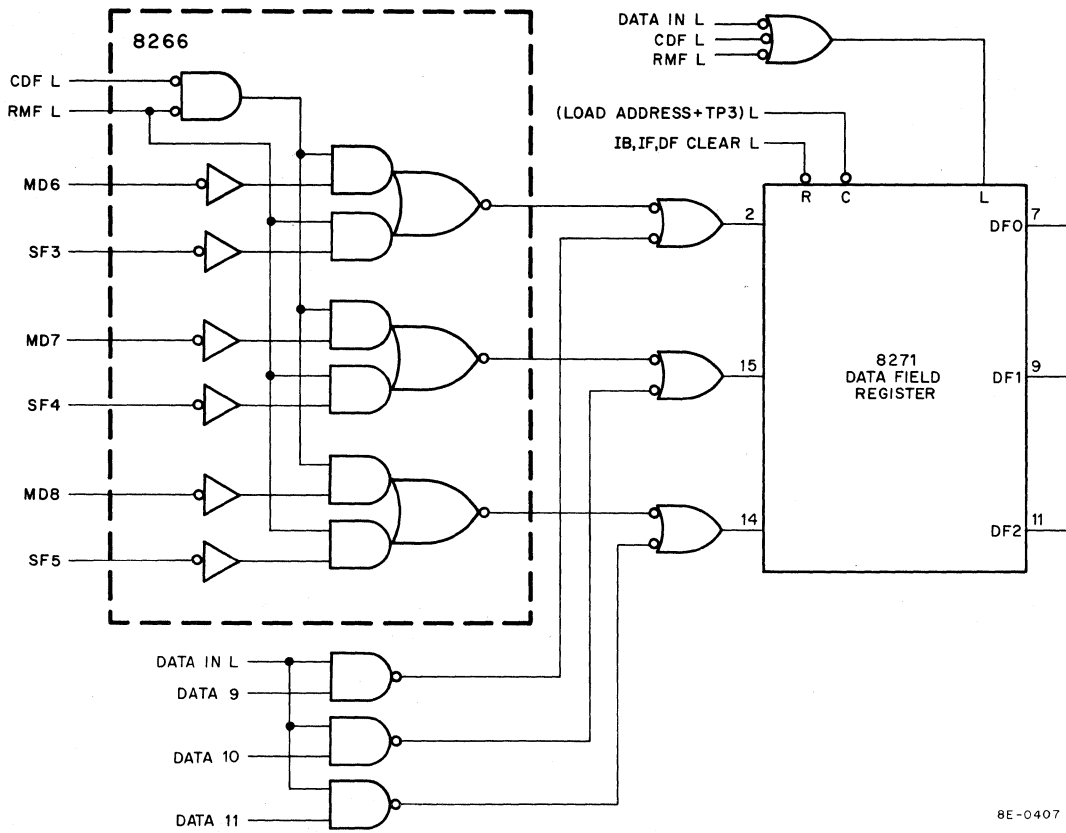 DATA IN L
CDF L
RMF L
8266
CDF L
RMF L
(LOAD ADDRESS+TP3) L
IB,IF,DF CLEAR L
MD6
SF3
R
C
L
2
DF0
7
MD7
SF4
15
8271
DATA FIELD
REGISTER
DF1
9
MD8
SF5
14
DF2
11
DATA IN L
DATA 9
DATA 10
DATA 11
8E-0407